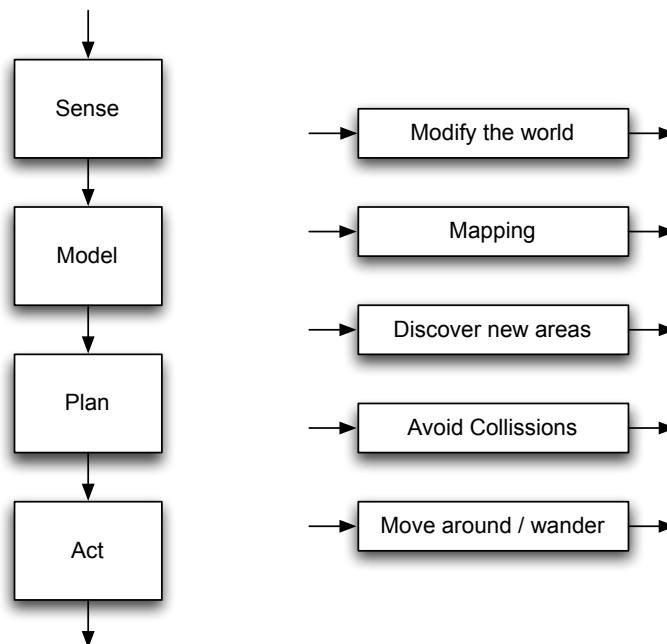 Sense
Model
Plan
Act
Modify the world
Mapping
Discover new areas
Avoid Collissions
Move around / wander